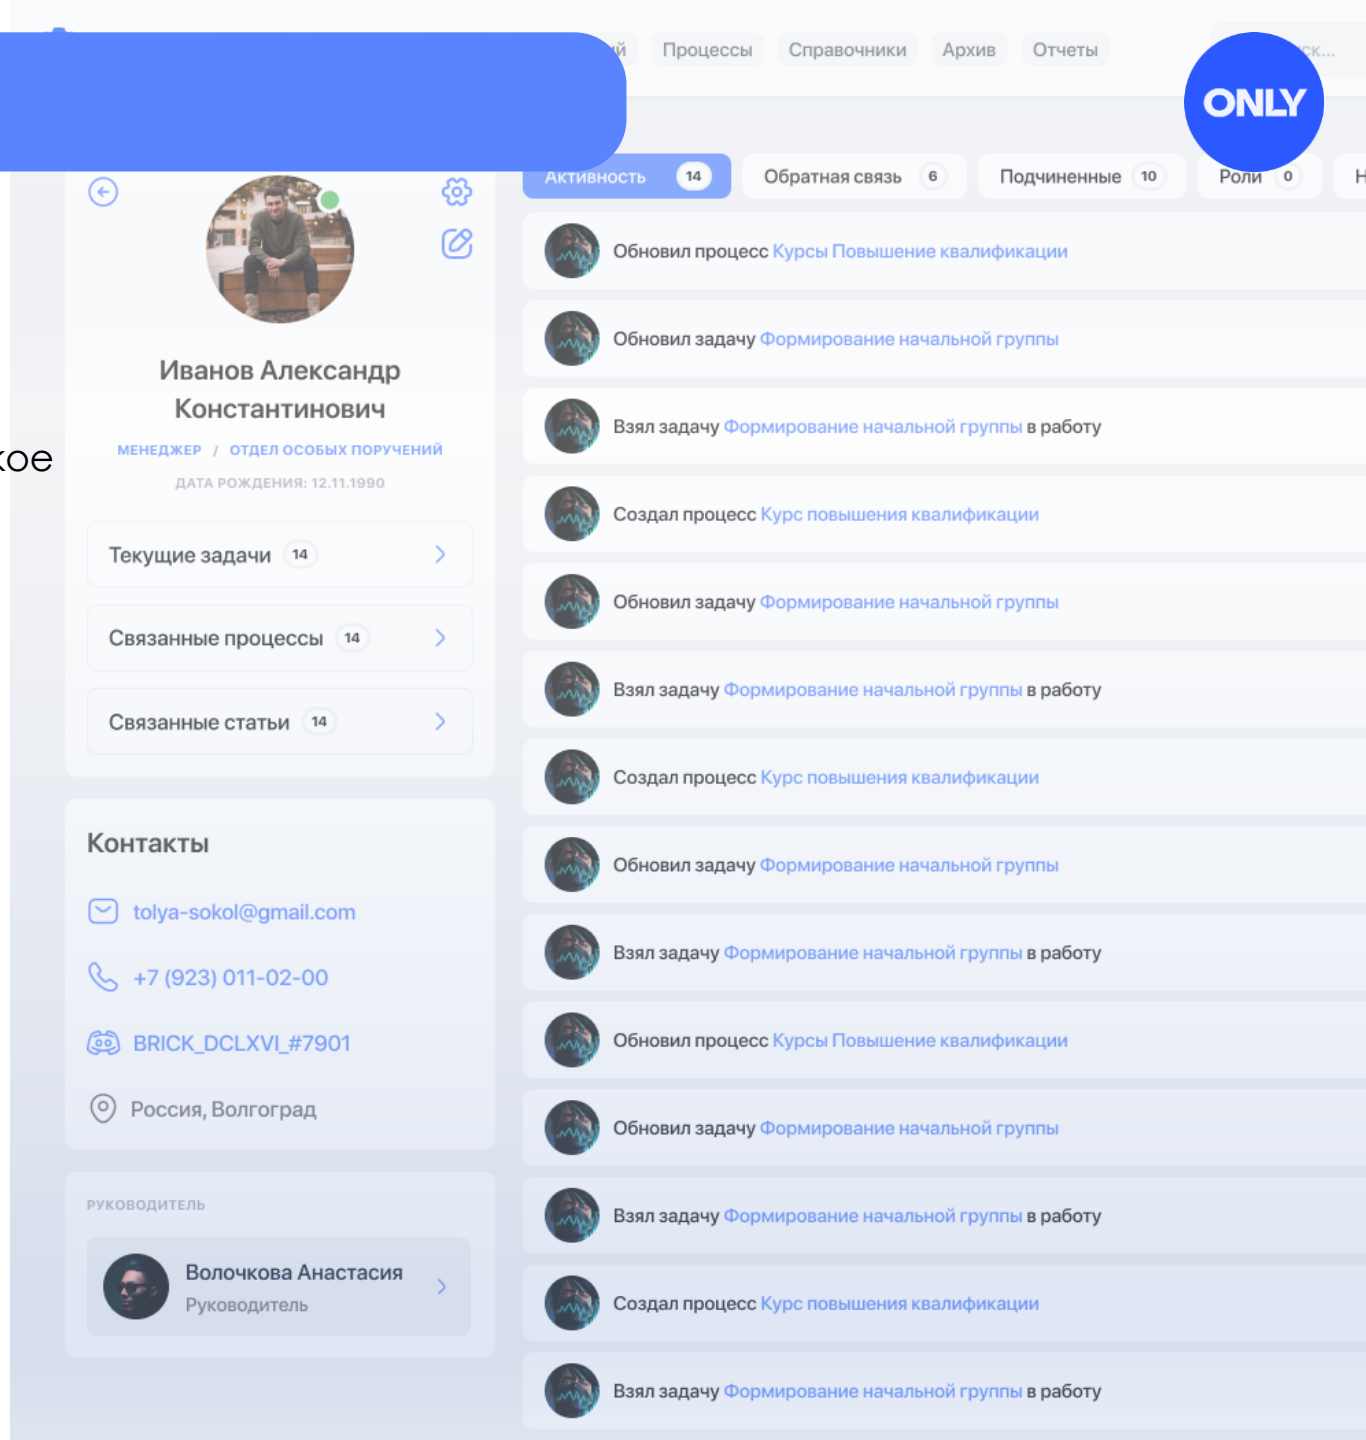 Процессы
Справочники
Архив
Отчеты
ONLY
Активность 14
Обратная связь 6
Подчиненные 10
Роли 0
Иванов Александр
Константинович
МЕНЕДЖЕР / ОТДЕЛ ОСОБЫХ ПОРУЧЕНИЙ
ДАТА РОЖДЕНИЯ: 12.11.1990
Текущие задачи 14
Связанные процессы 14
Связанные статьи 14
Контакты
tolya-sokol@gmail.com
+7 (923) 011-02-00
BRICK_DCLXVI_#7901
Россия, Волгоград
РУКОВОДИТЕЛЬ
Волочкова Анастасия
Руководитель
Обновил процесс Курсы Повышение квалификации
Обновил задачу Формирование начальной группы
Взял задачу Формирование начальной группы в работу
Создал процесс Курс повышения квалификации
Обновил задачу Формирование начальной группы
Взял задачу Формирование начальной группы в работу
Создал процесс Курс повышения квалификации
Обновил задачу Формирование начальной группы
Взял задачу Формирование начальной группы в работу
Обновил процесс Курсы Повышение квалификации
Обновил задачу Формирование начальной группы
Взял задачу Формирование начальной группы в работу
Создал процесс Курс повышения квалификации
Взял задачу Формирование начальной группы в работу